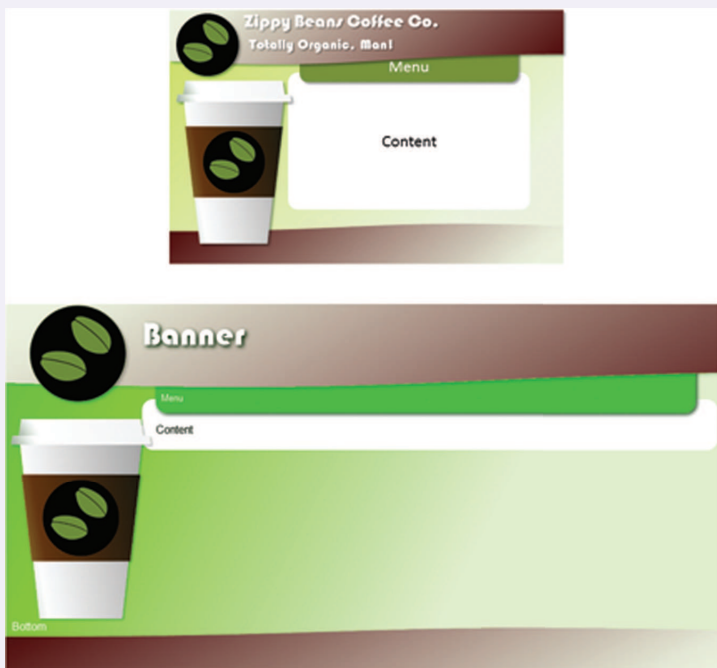 Zippy Beans Coffee Co.
Totally Organic, Man!
Menu
Content
Banner
Menu
Content
Bottom